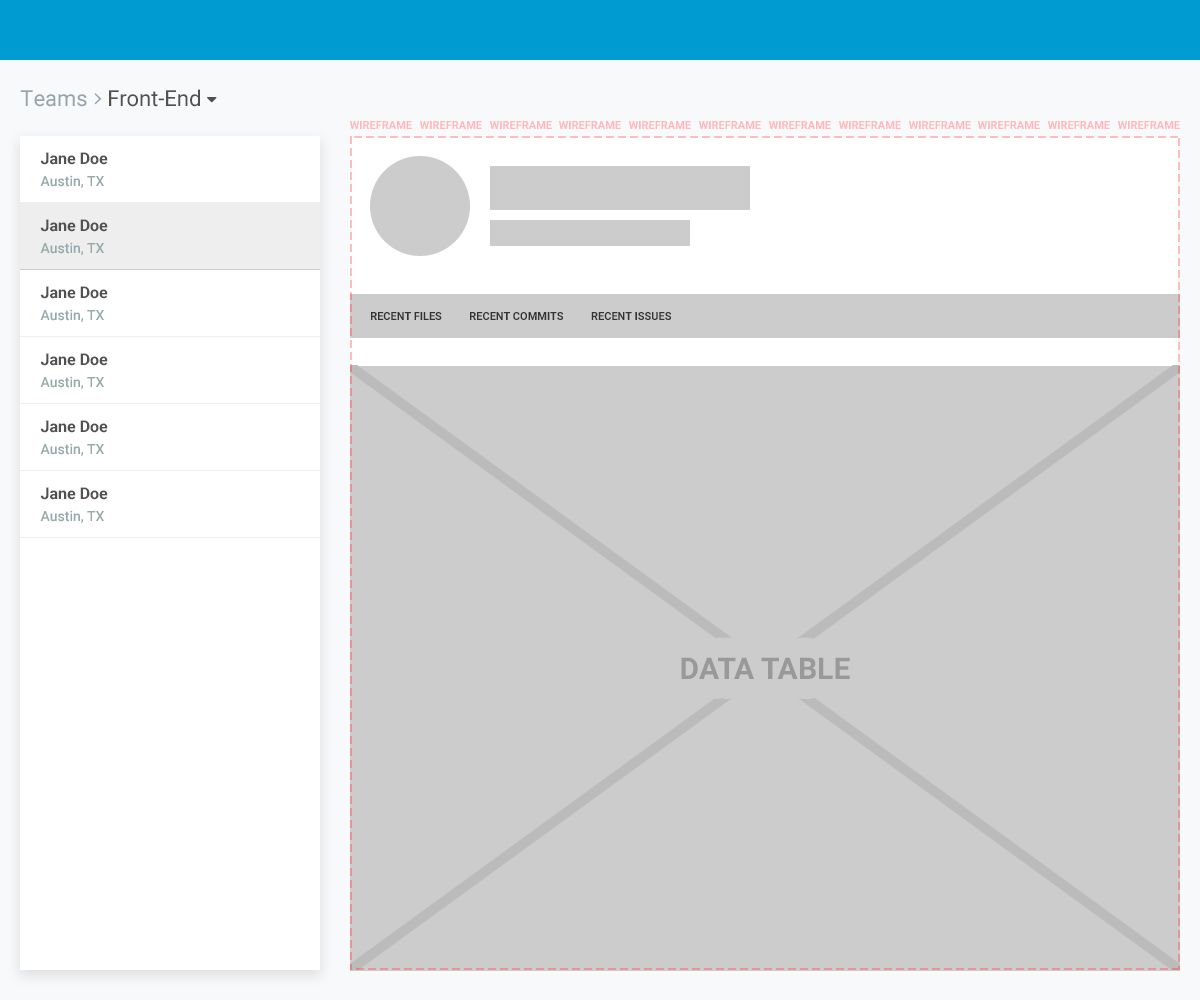 Teams > Front-End
WIREFRAME WIREFRAME WIREFRAME WIREFRAME WIREFRAME WIREFRAME WIREFRAME WIREFRAME WIREFRAME WIREFRAME WIREFRAME WIREFRAME
Jane Doe
Austin, TX
Jane Doe
Austin, TX
Jane Doe
Austin, TX
Jane Doe
Austin, TX
Jane Doe
Austin, TX
Jane Doe
Austin, TX
RECENT FILES RECENT COMMITS RECENT ISSUES
DATA TABLE